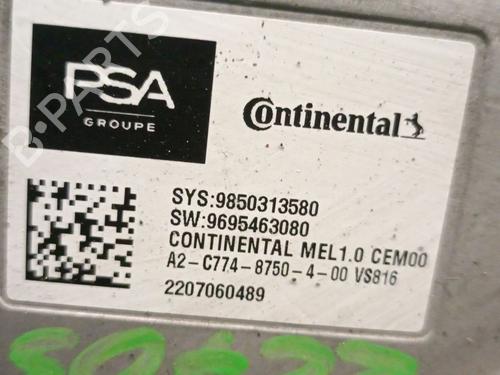 PSA
GROUPE
Continental
SYS:9850313580
SW:9695463080
CONTINENTAL MEL1.0 CEM00
A2-C774-8750-4-00 VS816
2207060489
B-PARTS